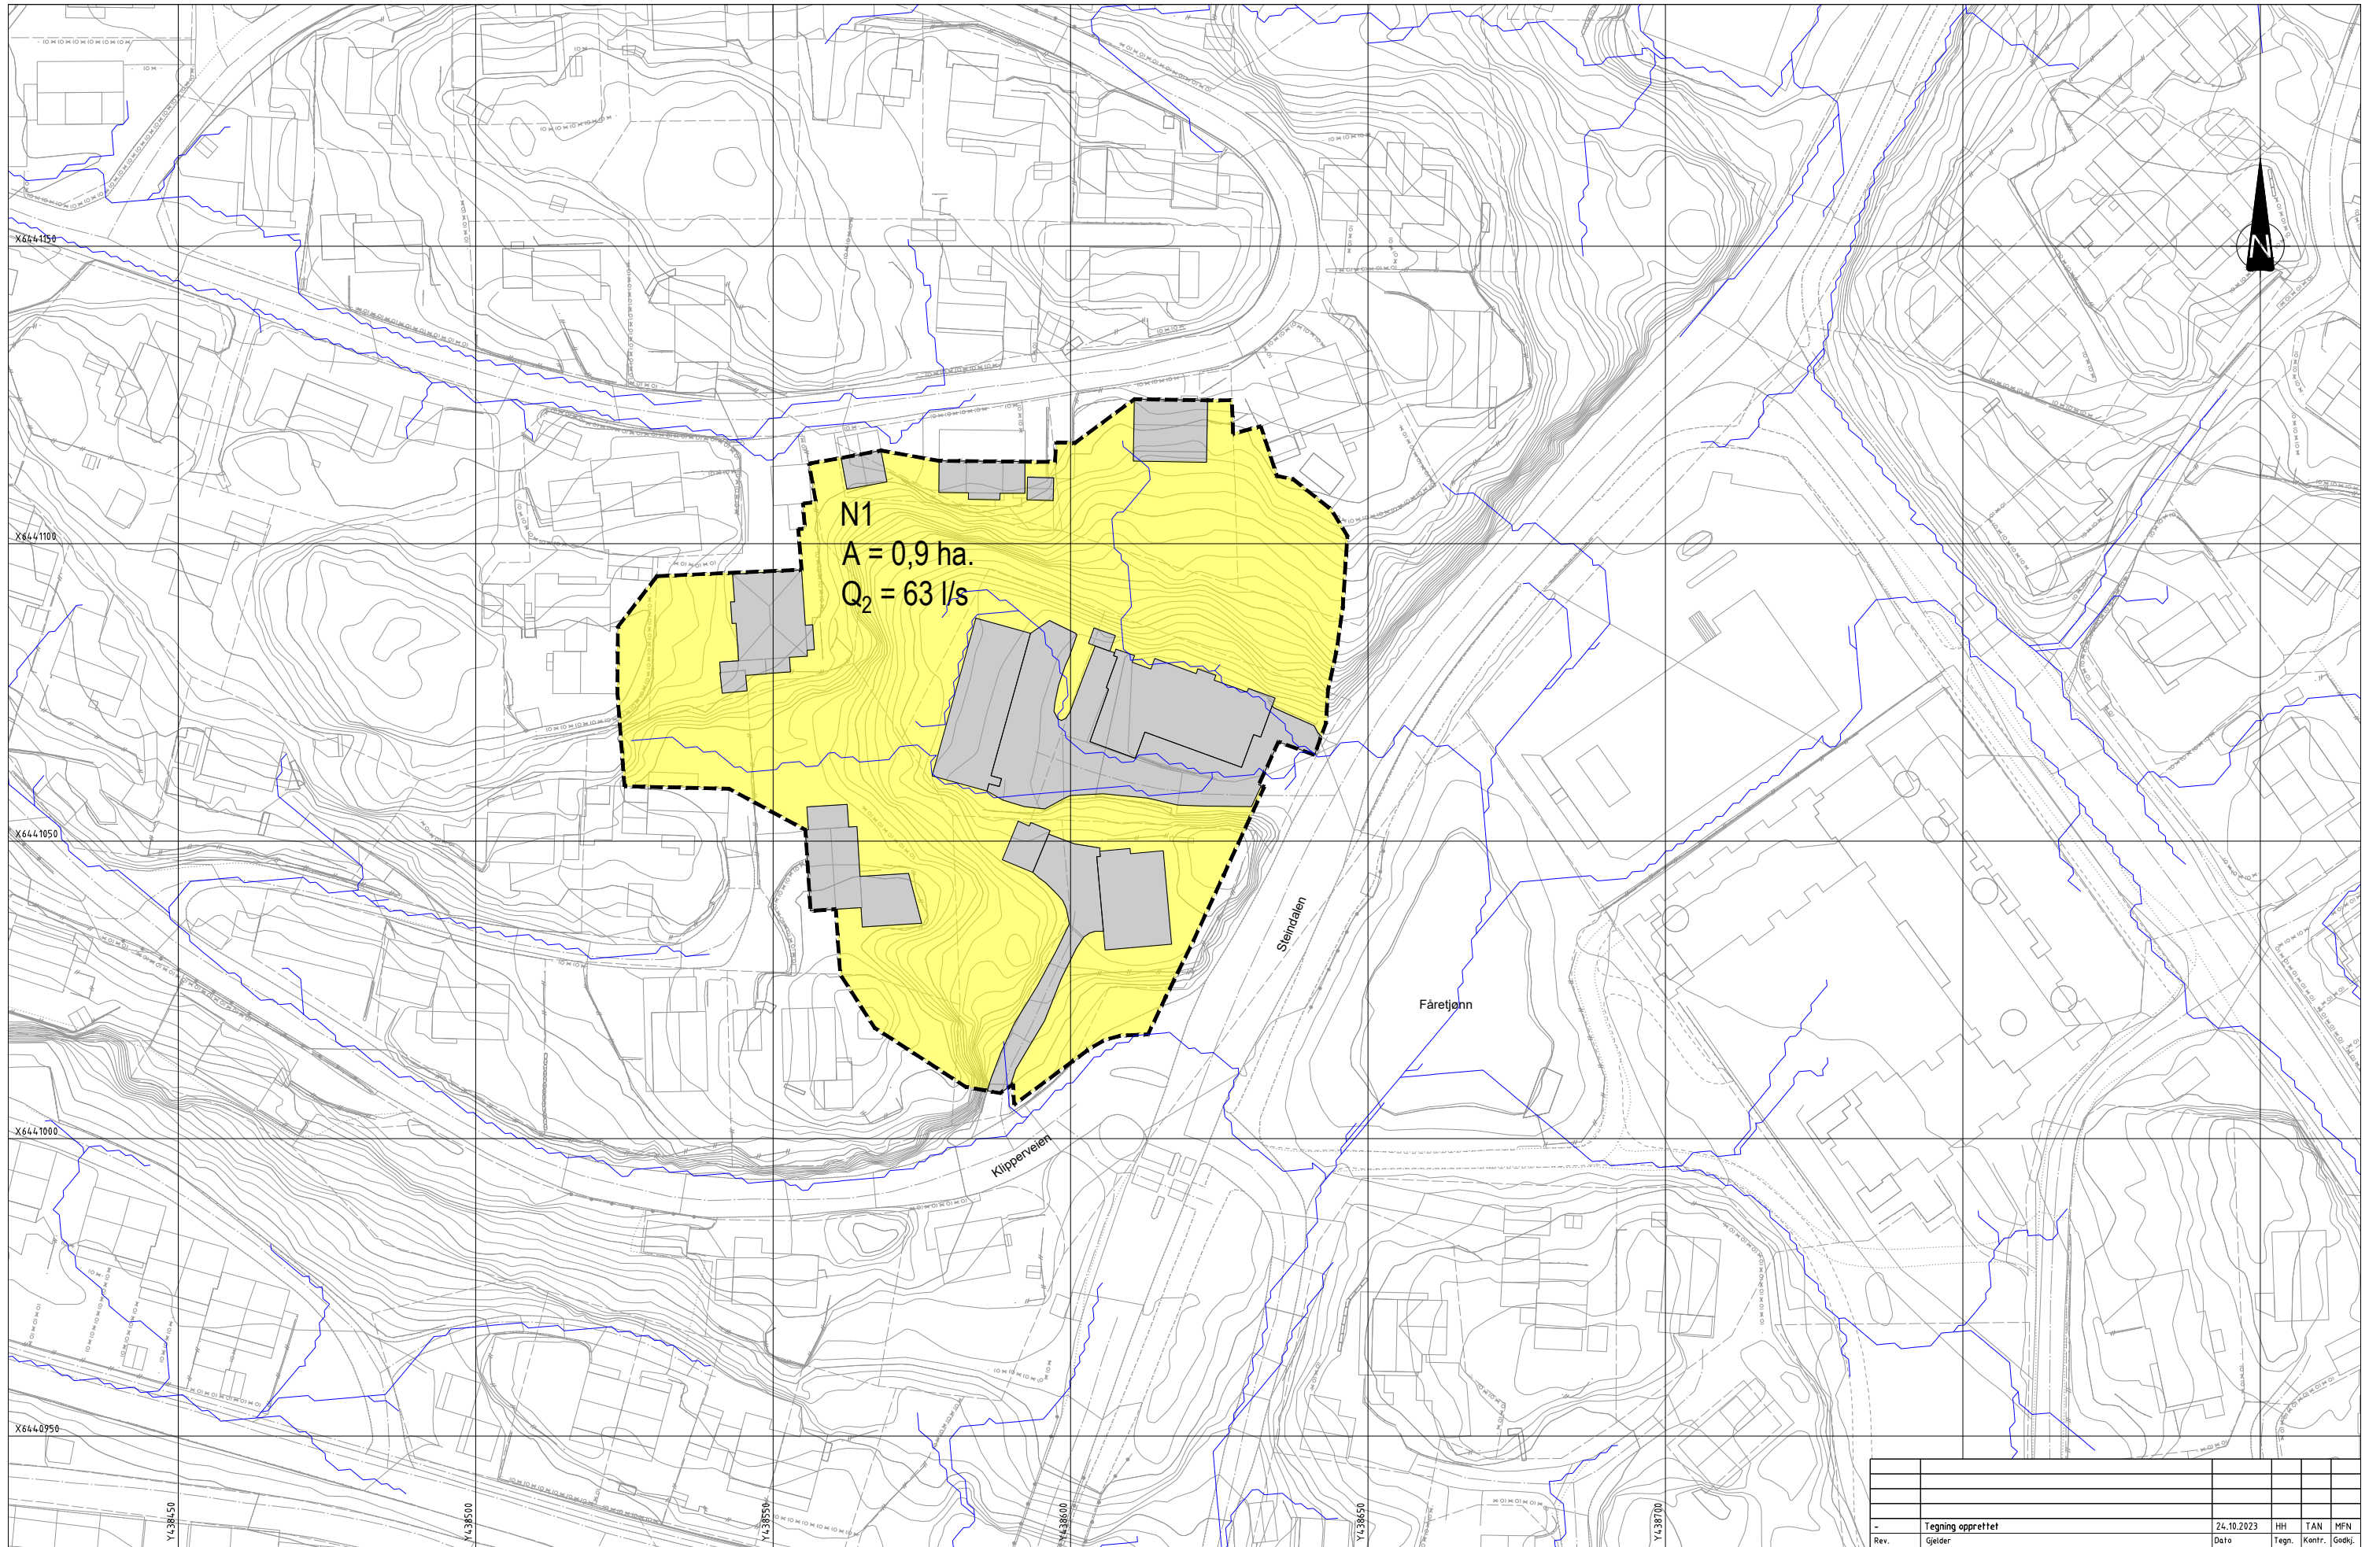 X6441150
N
X6441100
N1
A = 0,9 ha.
Q2 = 63 l/s
X6441050
Steindalen
Fåretjønn
X6441000
Klipperveien
X6440950
Y438450
Y438500
Y438550
Y438600
Y438650
Y438700
- Tegning opprettet 24.10.2023 HH TAN MFN
Rev. Gjelder Dato Tegn. Kontr. Godkj.